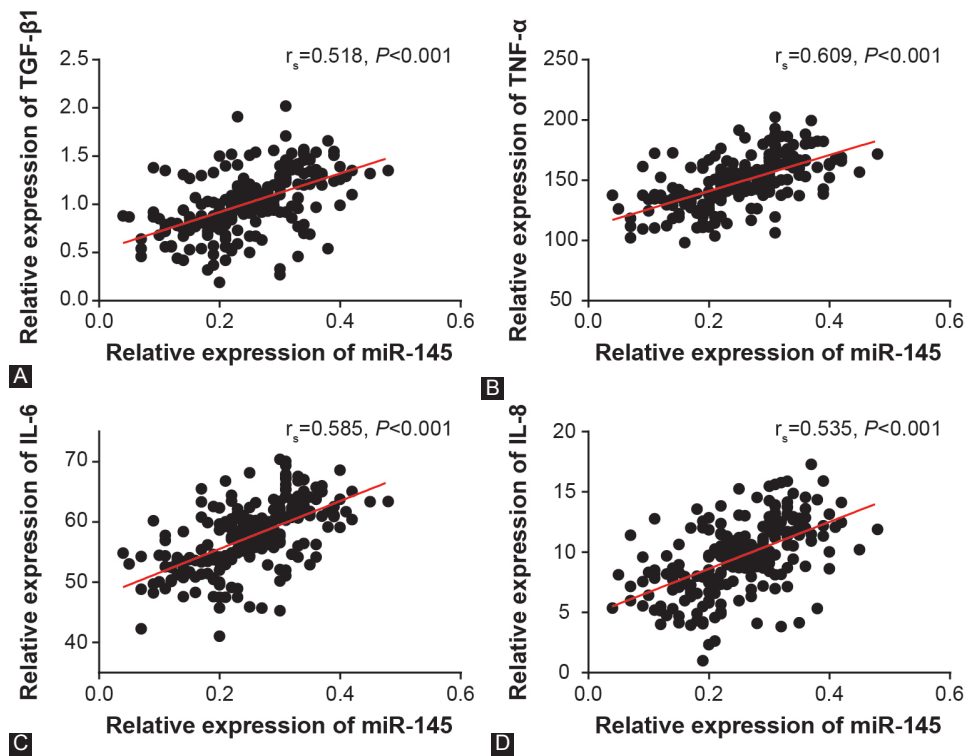 Relative expression of TGF-β1
2.5
2.0
1.5
1.0
0.5
0.0
r_s=0.518, P<0.001
0.0 0.2 0.4 0.6
Relative expression of miR-145
A
Relative expression of TNF-α
250
200
150
100
50
r_s=0.609, P<0.001
0.0 0.2 0.4 0.6
Relative expression of miR-145
B
Relative expression of IL-6
70
60
50
40
r_s=0.585, P<0.001
0.0 0.2 0.4 0.6
Relative expression of miR-145
C
Relative expression of IL-8
20
15
10
5
0
r_s=0.535, P<0.001
0.0 0.2 0.4 0.6
Relative expression of miR-145
D